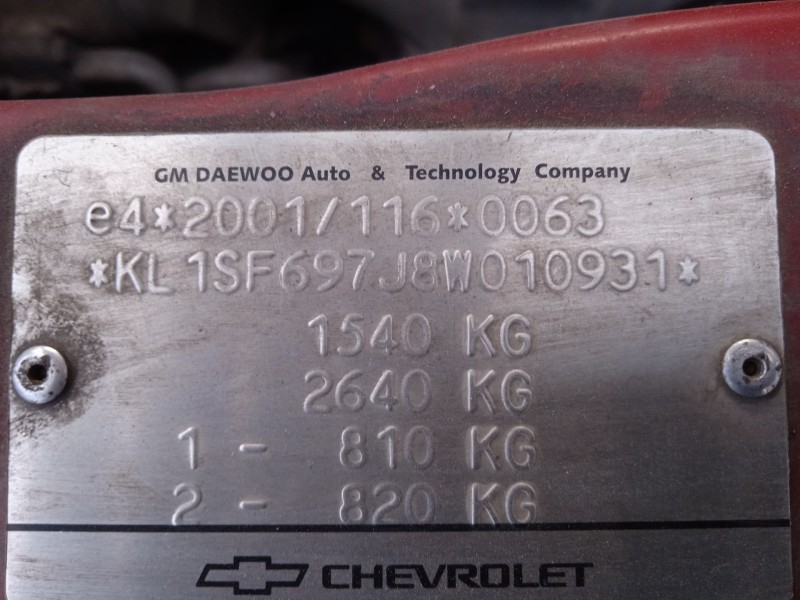 GM DAEWOO Auto & Technology Company
e4*2001/116*0063
*KL1SF697J8W010931*
1540 KG
2640 KG
1 - 810 KG
2 - 820 KG
CHEVROLET